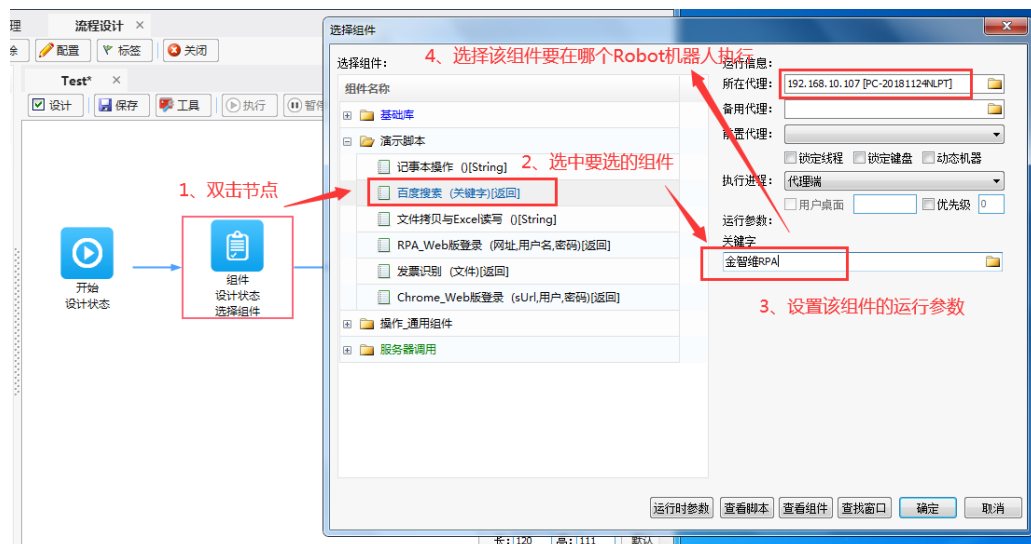 理
流程设计 ×
除
配置
标签
关闭
Test* ×
设计
保存
工具
执行
暂停
1、双击节点
开始
设计状态
组件
设计状态
选择组件
选择组件
4、选择该组件要在哪个Robot机器人执行
选择组件:
组件名称
基础库
演示脚本
记事本操作 ()[String]
2、选中要选的组件
百度搜索 (关键字)[返回]
文件拷贝与Excel读写 ()[String]
RPA_Web版登录 (网址,用户名,密码)[返回]
发票识别 (文件)[返回]
Chrome_Web版登录 (sUrl,用户,密码)[返回]
操作_通用组件
服务器调用
运行信息:
所在代理:
192.168.10.107 [PC-20181124NLPT]
备用代理:
前置代理:
锁定线程
锁定键盘
动态机器
执行进程:
代理端
用户桌面
优先级
0
运行参数:
关键字
金智维RPA
3、设置该组件的运行参数
运行时参数
查看脚本
查看组件
查找窗口
确定
取消
长: 120
高: 111
默认